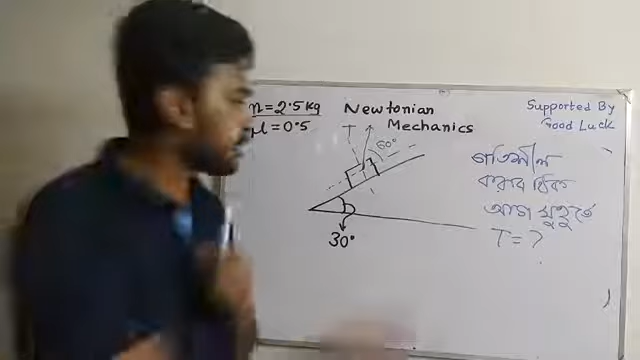 m = 2.5 kg
μ = 0.5
Newtonian
Mechanics
Supported By
Good Luck
T
60°
30°
গতিশীল
করার ঠিক
আগ মুহূর্তে
T = ?